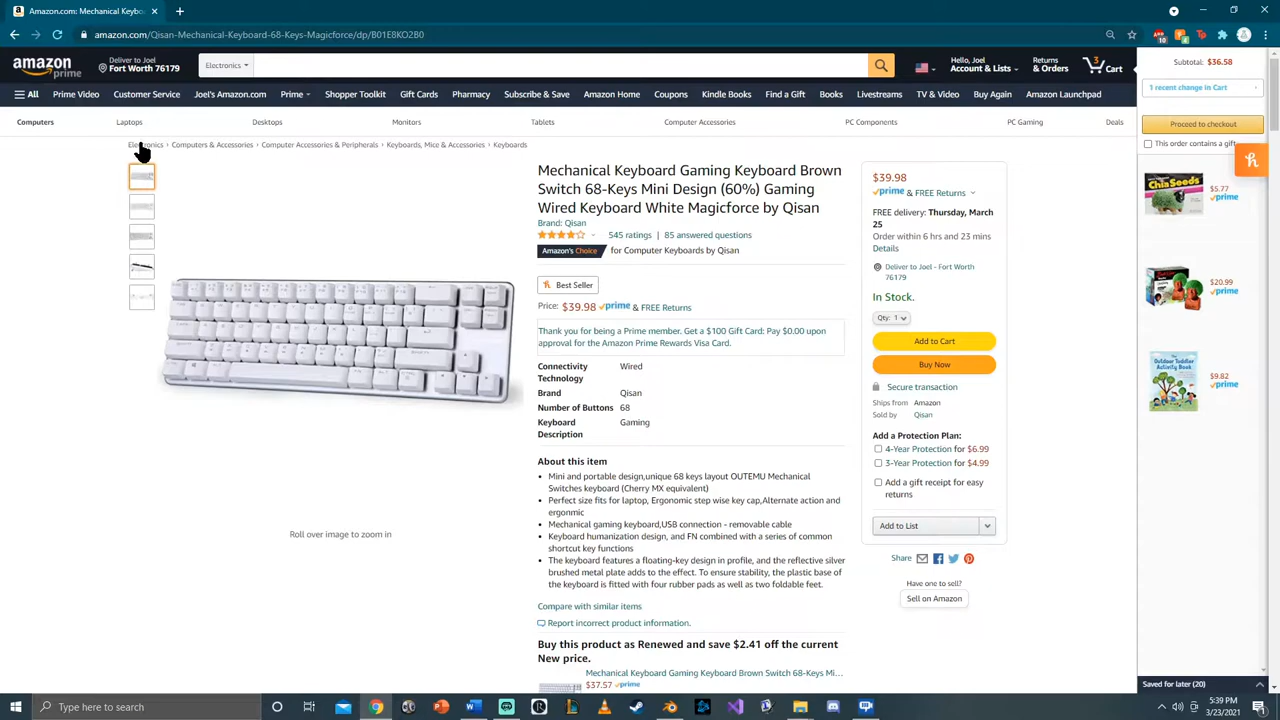 Amazon.com: Mechanical Keyboard
amazon.com/Qisan-Mechanical-Keyboard-68-Keys-Magicforce/dp/B01E8KO2B0
amazon prime
Deliver to Joel
Fort Worth 76179
Electronics
Hello, Joel
Account & Lists
Returns
& Orders
3
Cart
All
Prime Video
Customer Service
Joel's Amazon.com
Prime
Shopper Toolkit
Gift Cards
Pharmacy
Subscribe & Save
Amazon Home
Coupons
Kindle Books
Find a Gift
Books
Livestreams
TV & Video
Buy Again
Amazon Launchpad
Computers
Laptops
Desktops
Monitors
Tablets
Computer Accessories
PC Components
PC Gaming
Deals
Electronics › Computers & Accessories › Computer Accessories & Peripherals › Keyboards, Mice & Accessories › Keyboards
Roll over image to zoom in
Mechanical Keyboard Gaming Keyboard Brown
Switch 68-Keys Mini Design (60%) Gaming
Wired Keyboard White Magicforce by Qisan
Brand: Qisan
545 ratings | 85 answered questions
Amazon's Choice for Computer Keyboards by Qisan
Best Seller
Price: $39.98 prime & FREE Returns
Thank you for being a Prime member. Get a $100 Gift Card: Pay $0.00 upon
approval for the Amazon Prime Rewards Visa Card.
Connectivity Wired
Technology
Brand Qisan
Number of Buttons 68
Keyboard Gaming
Description
About this item
• Mini and portable design,unique 68 keys layout OUTEMU Mechanical
Switches keyboard (Cherry MX equivalent)
• Perfect size fits for laptop, Ergonomic step wise key cap,Alternate action and
ergonmic
• Mechanical gaming keyboard,USB connection - removable cable
• Keyboard humanization design, and FN combined with a series of common
shortcut key functions
• The keyboard features a floating-key design in profile, and the reflective silver
brushed metal plate adds to the effect. To ensure stability, the plastic base of
the keyboard is fitted with four rubber pads as well as two foldable feet.
Compare with similar items
Report incorrect product information.
Buy this product as Renewed and save $2.41 off the current
New price.
Mechanical Keyboard Gaming Keyboard Brown Switch 68-Keys Mi...
$37.57 prime
$39.98
prime & FREE Returns
FREE delivery: Thursday, March
25
Order within 6 hrs and 23 mins
Details
Deliver to Joel - Fort Worth
76179
In Stock.
Qty: 1
Add to Cart
Buy Now
Secure transaction
Ships from Amazon
Sold by Qisan
Add a Protection Plan:
4-Year Protection for $6.99
3-Year Protection for $4.99
Add a gift receipt for easy
returns
Add to List
Share
Have one to sell?
Sell on Amazon
Subtotal: $36.58
1 recent change in Cart
Proceed to checkout
This order contains a gift
Chia Seeds
$5.77
prime
$20.99
prime
The
Outdoor Toddler
Activity Book
$9.82
prime
Saved for later (20)
Type here to search
5:39 PM
3/23/2021